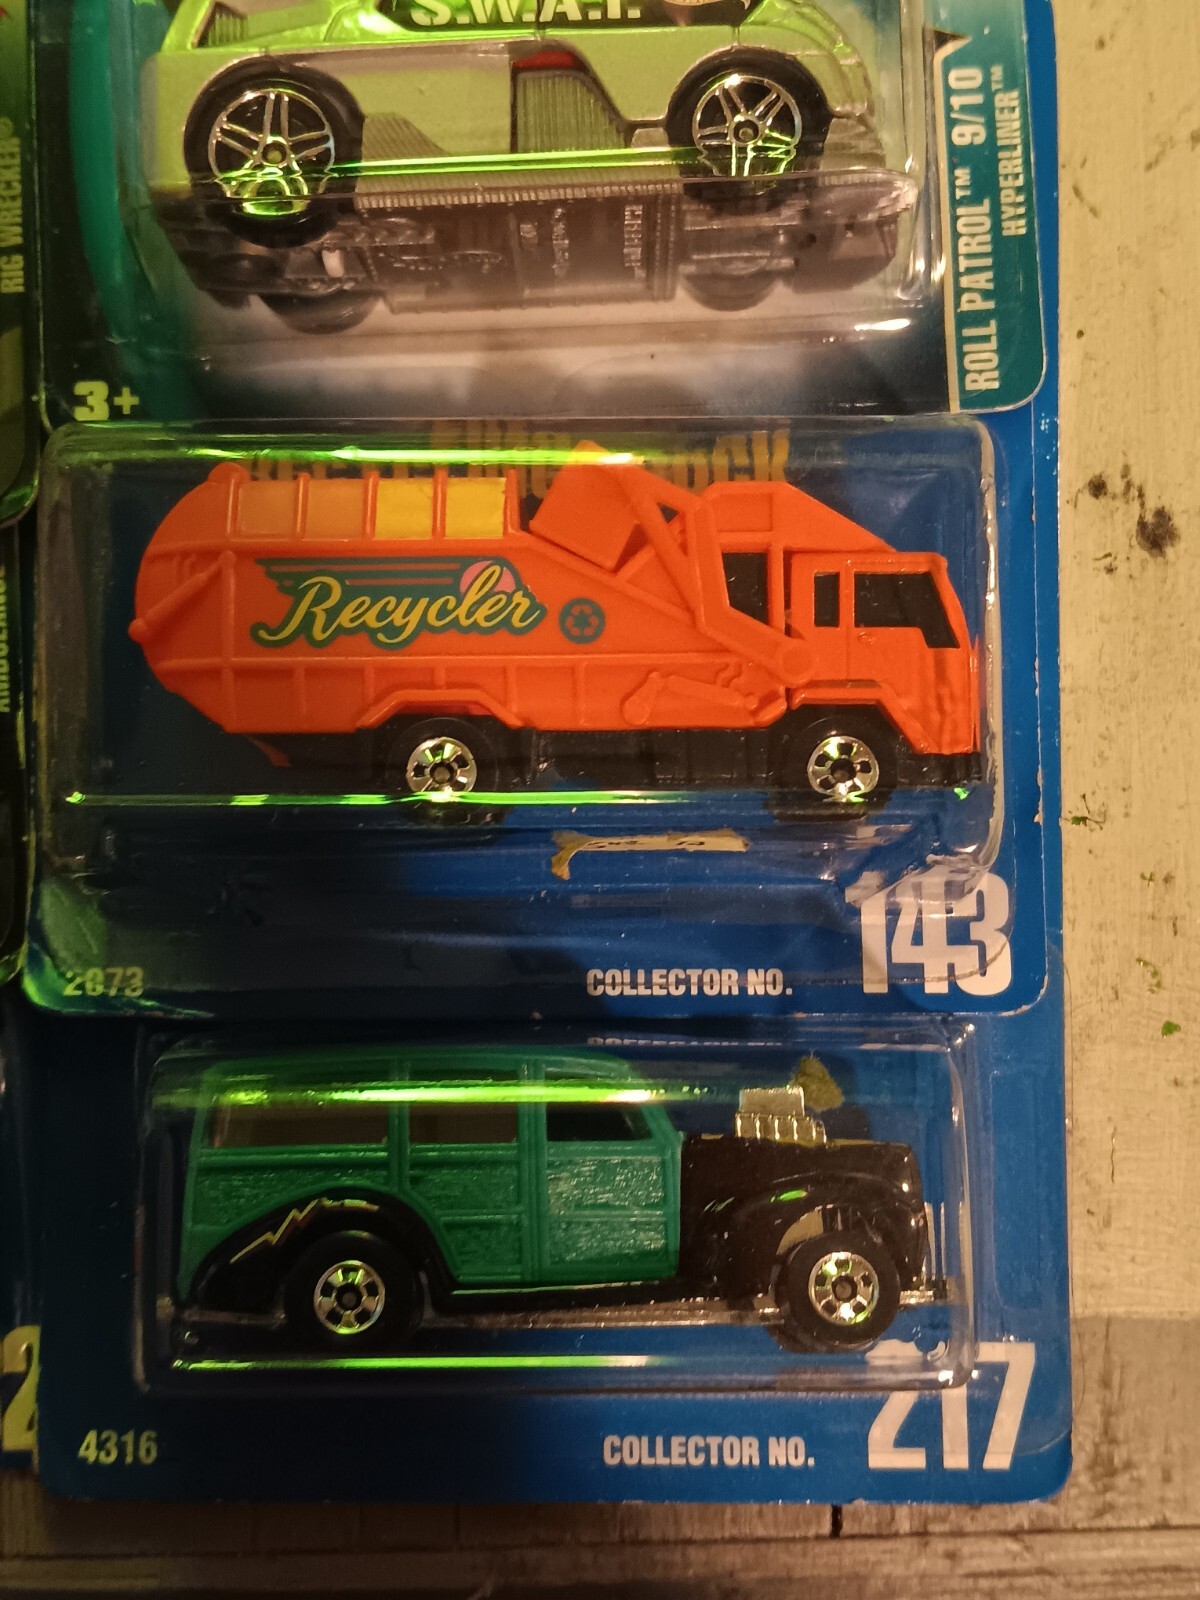 S.W.A.T.
RIG WRECKER®
ROLL PATROL™ 9/10
HYPERLINER™
3+
Recycler
2073
COLLECTOR NO.
143
4316
COLLECTOR NO.
217